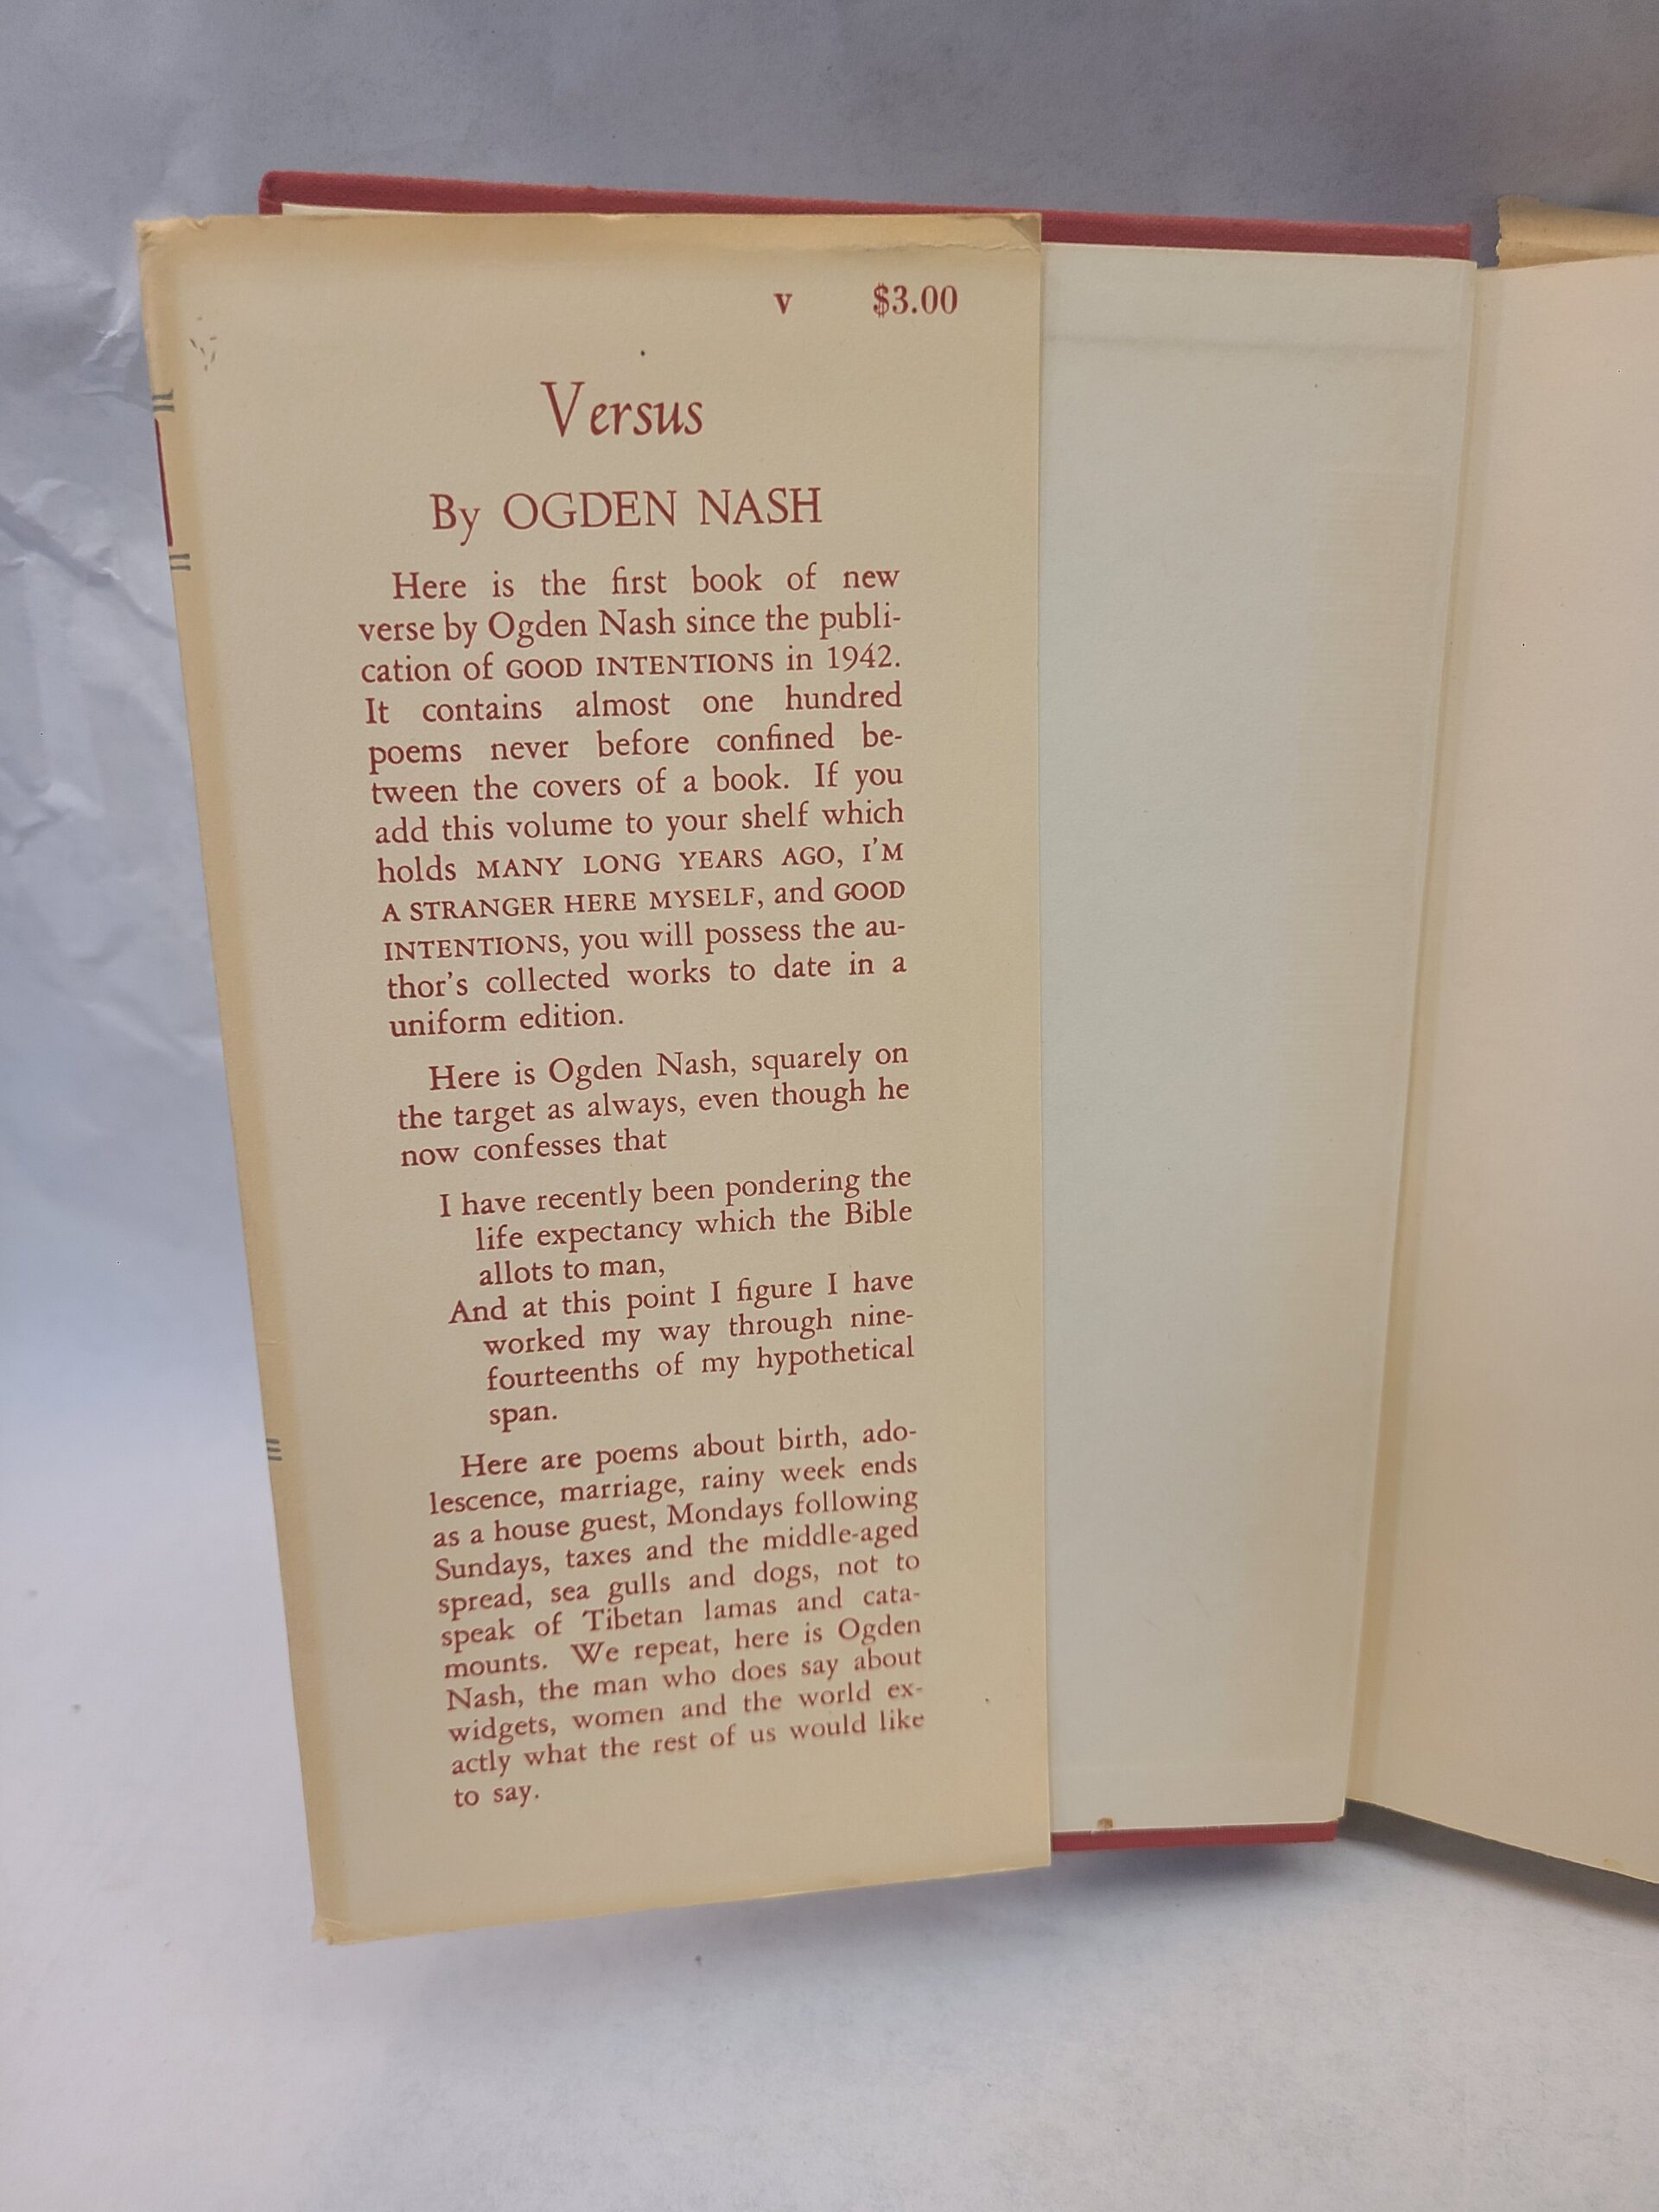 v $3.00
Versus
By OGDEN NASH
Here is the first book of new
verse by Ogden Nash since the publi-
cation of GOOD INTENTIONS in 1942.
It contains almost one hundred
poems never before confined be-
tween the covers of a book. If you
add this volume to your shelf which
holds MANY LONG YEARS AGO, I'M
A STRANGER HERE MYSELF, and GOOD
INTENTIONS, you will possess the au-
thor's collected works to date in a
uniform edition.
Here is Ogden Nash, squarely on
the target as always, even though he
now confesses that
I have recently been pondering the
life expectancy which the Bible
allots to man,
And at this point I figure I have
worked my way through nine-
fourteenths of my hypothetical
span.
Here are poems about birth, ado-
lescence, marriage, rainy week ends
as a house guest, Mondays following
Sundays, taxes and the middle-aged
spread, sea gulls and dogs, not to
speak of Tibetan lamas and cata-
mounts. We repeat, here is Ogden
Nash, the man who does say about
widgets, women and the world ex-
actly what the rest of us would like
to say.